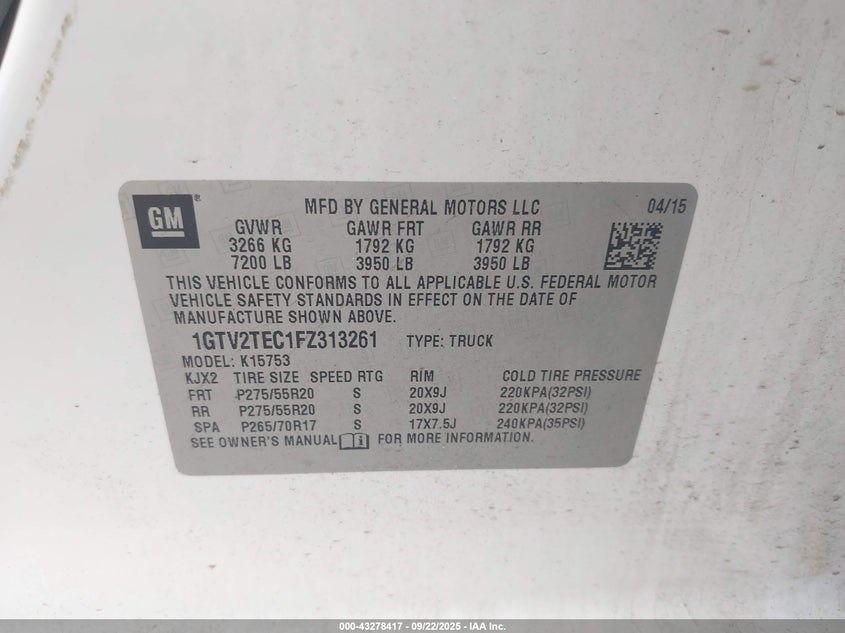 GM ®
MFD BY GENERAL MOTORS LLC 04/15
GVWR GAWR FRT GAWR RR
3266 KG 1792 KG 1792 KG
7200 LB 3950 LB 3950 LB
THIS VEHICLE CONFORMS TO ALL APPLICABLE U.S. FEDERAL MOTOR
VEHICLE SAFETY STANDARDS IN EFFECT ON THE DATE OF
MANUFACTURE SHOWN ABOVE.
1GTV2TEC1FZ313261 TYPE: TRUCK
MODEL: K15753
KJX2 TIRE SIZE SPEED RTG RIM COLD TIRE PRESSURE
FRT P275/55R20 S 20X9J 220KPA(32PSI)
RR P275/55R20 S 20X9J 220KPA(32PSI)
SPA P265/70R17 S 17X7.5J 240KPA(35PSI)
SEE OWNER'S MANUAL FOR MORE INFORMATION.
000-43278417 - 09/22/2025 - IAA Inc.